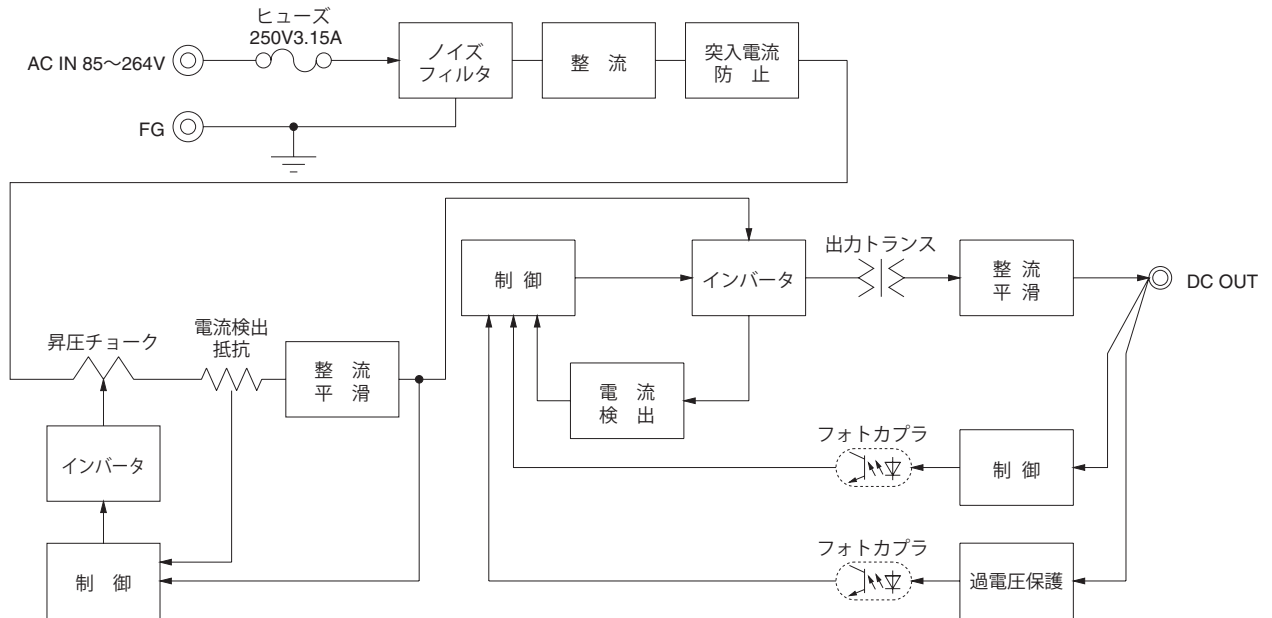 ヒューズ
250V3.15A
AC IN 85～264V
ノイズ
フィルタ
整 流
突入電流
防 止
FG
制 御
インバータ
出力トランス
整 流
平 滑
DC OUT
昇圧チョーク
電流検出
抵抗
整 流
平 滑
電 流
検 出
インバータ
フォトカプラ
制 御
制 御
フォトカプラ
過電圧保護